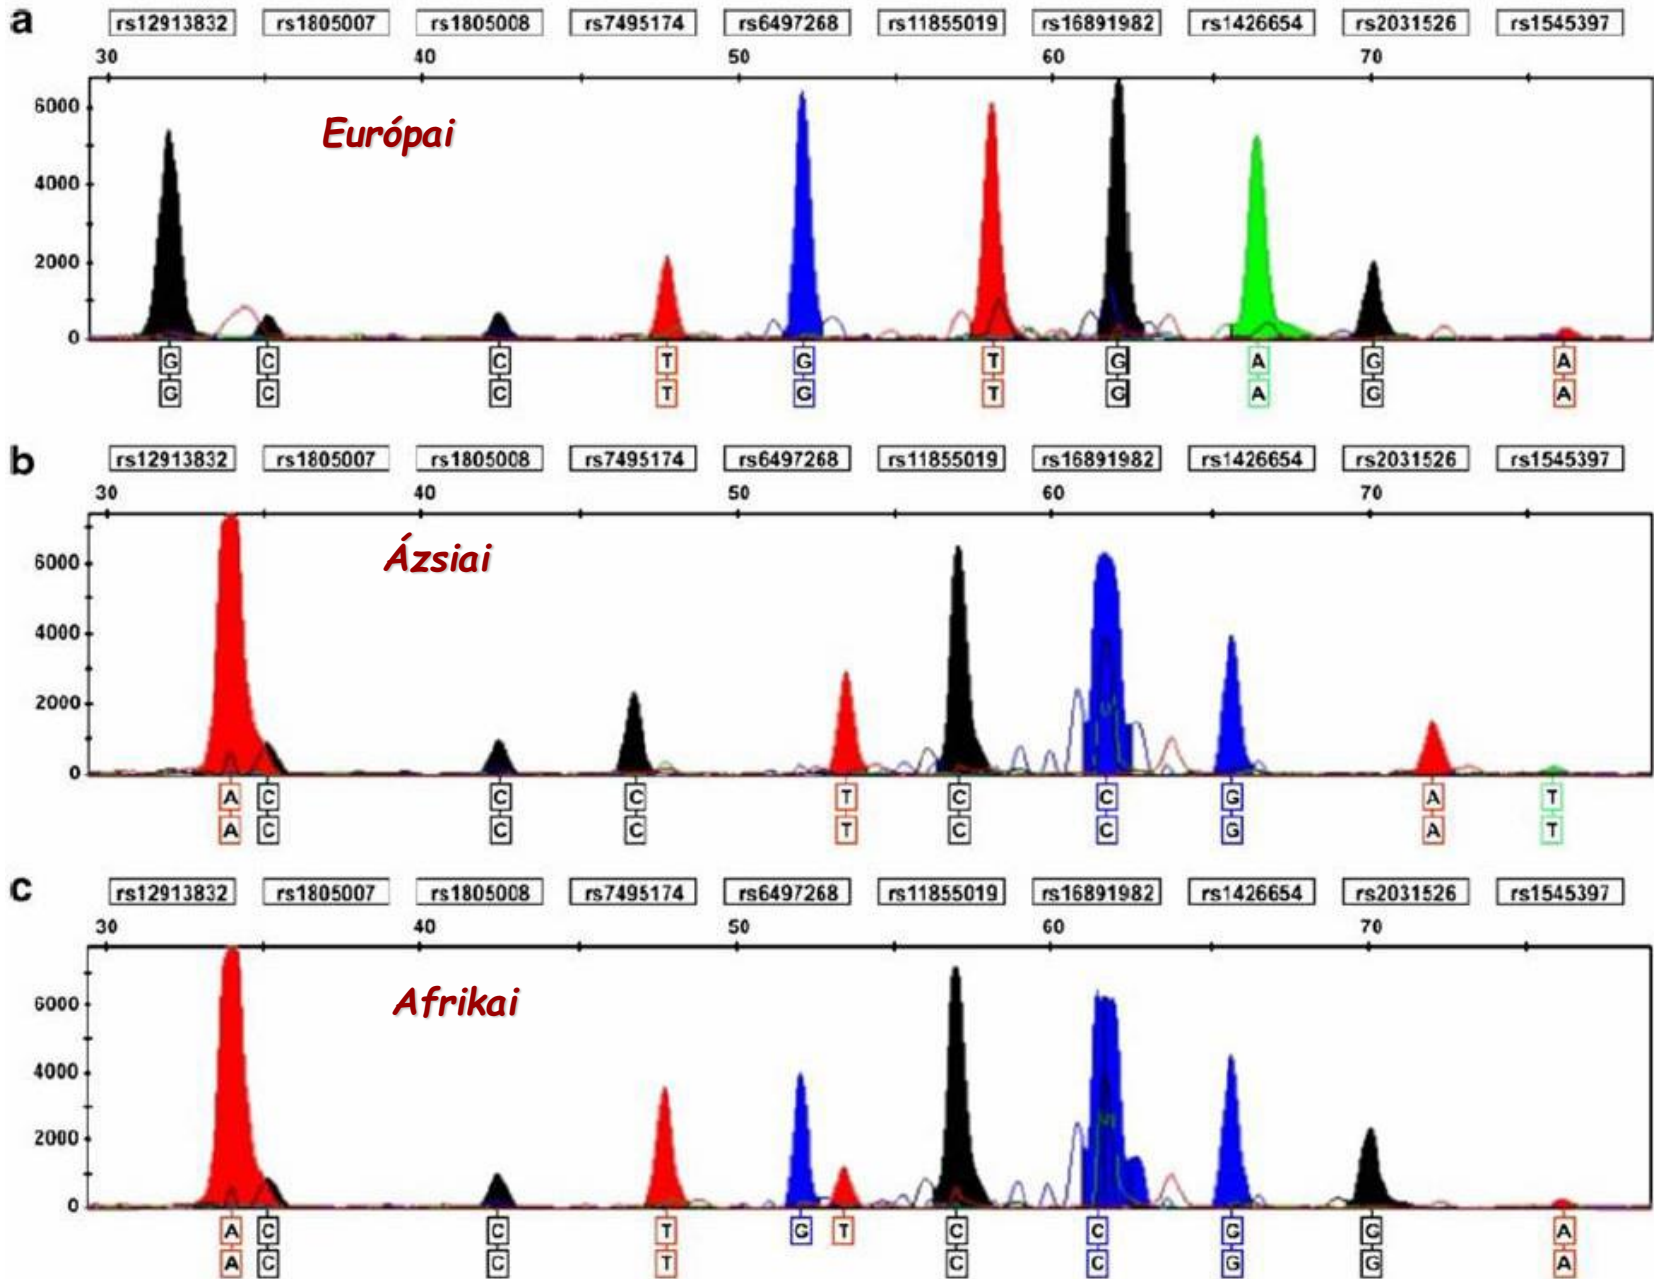 a rs12913832 rs1805007 rs1805008 rs7495174 rs6497268 rs11855019 rs16891982 rs1426654 rs2031526 rs1545397
30 40 50 60 70
Európai
6000
4000
2000
0
G C C T G T G A G A
G C C T G T G A G A
b rs12913832 rs1805007 rs1805008 rs7495174 rs6497268 rs11855019 rs16891982 rs1426654 rs2031526 rs1545397
30 40 50 60 70
Ázsiai
6000
4000
2000
0
A C C C T C C G A T
A C C C T C C G A T
c rs12913832 rs1805007 rs1805008 rs7495174 rs6497268 rs11855019 rs16891982 rs1426654 rs2031526 rs1545397
30 40 50 60 70
Afrikai
6000
4000
2000
0
A C C T G T C C G G A
A C C T C C G G A